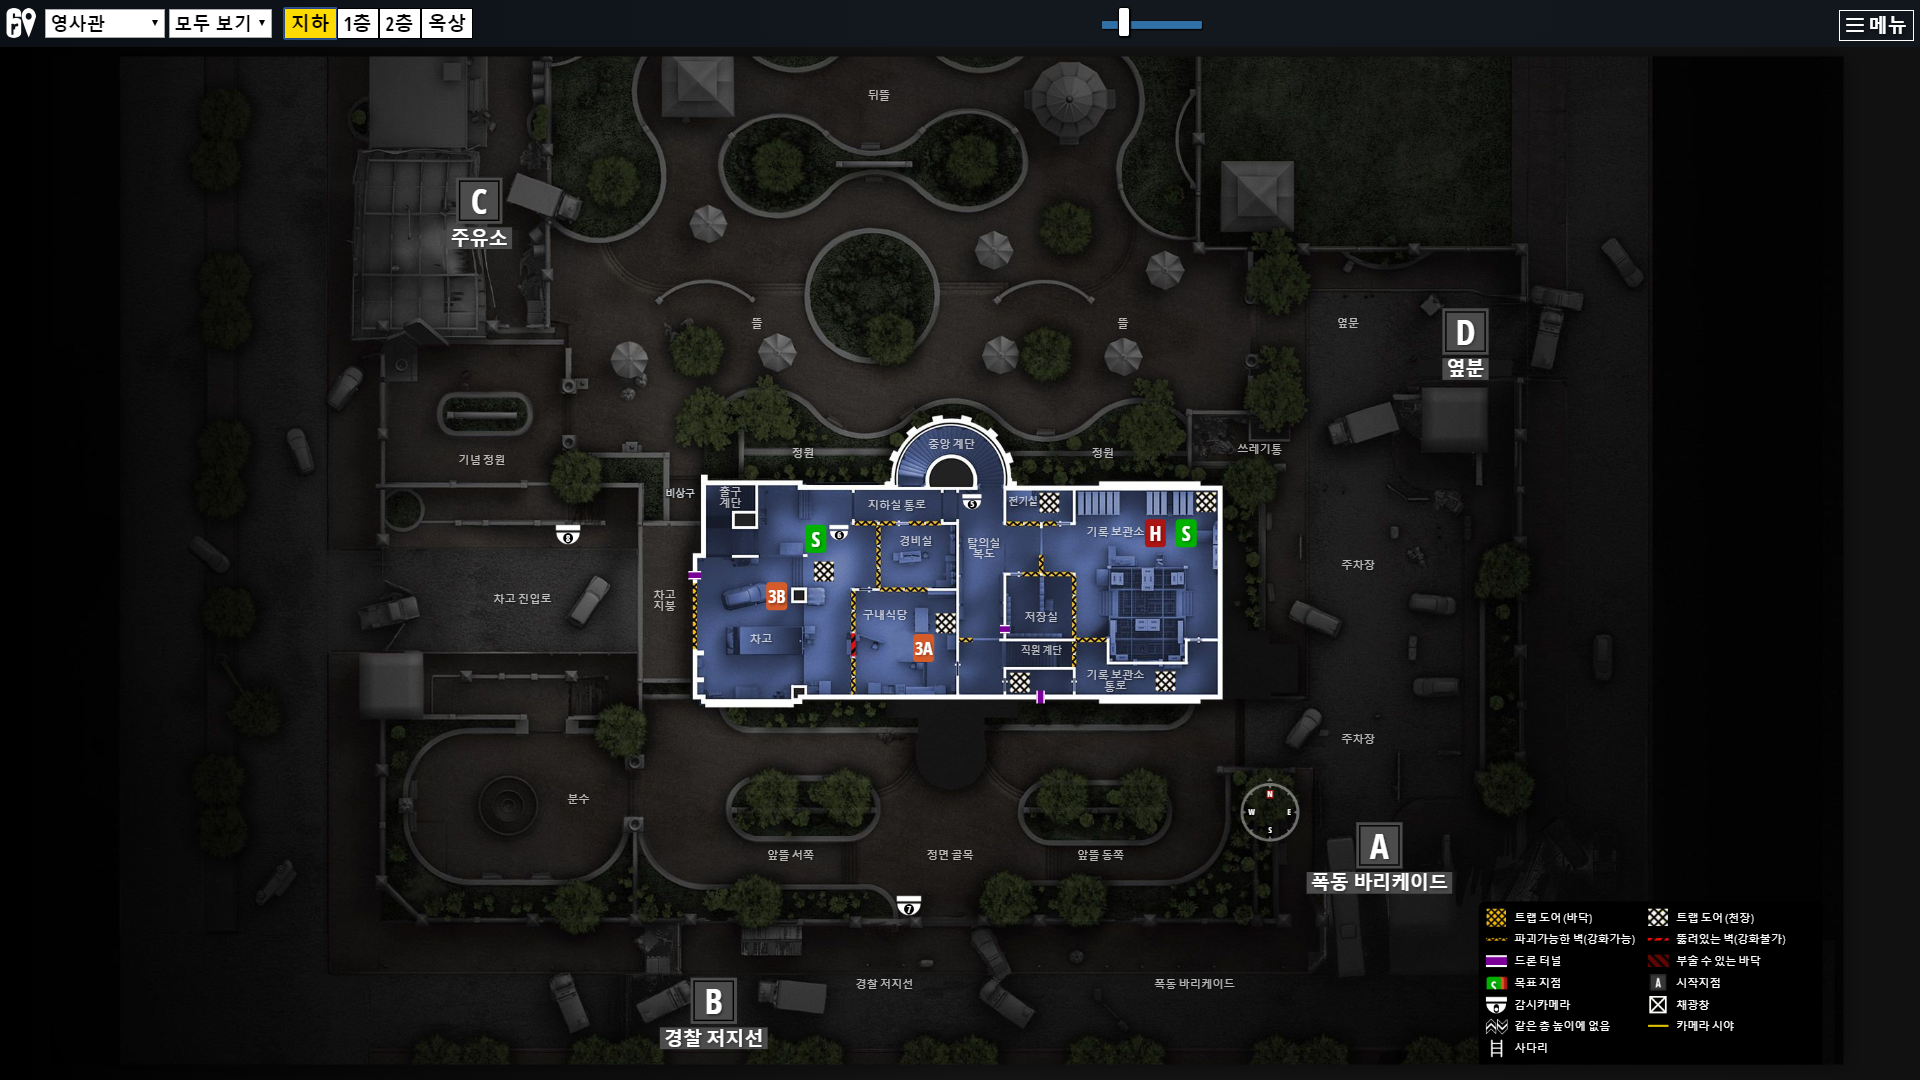 영사관
모두 보기
지하
1층
2층
옥상
메뉴
뒤뜰
C
주유소
뜰
뜰
옆문
D
옆분
기념 정원
정원
중앙 계단
정원
쓰레기통
비상구
출구
계단
지하실 통로
5
전기실
8
S
6
경비실
탈의실
복도
기록 보관소
H
S
차고 진입로
차고
지붕
3B
주차장
차고
구내식당
3A
저장실
직원 계단
기록 보관소
통로
주차장
분수
N
W
E
S
앞뜰 서쪽
정면 골목
앞뜰 동쪽
A
폭동 바리케이드
7
경찰 저지선
폭동 바리케이드
B
경찰 저지선
트랩 도어 (바닥)
트랩 도어 (천장)
파괴가능한 벽(강화가능)
뚫려있는 벽(강화불가)
드론 터널
부술 수 있는 바닥
C
목표 지점
A
시작지점
감시카메라
채광창
같은 층 높이에 없음
카메라 시야
사다리